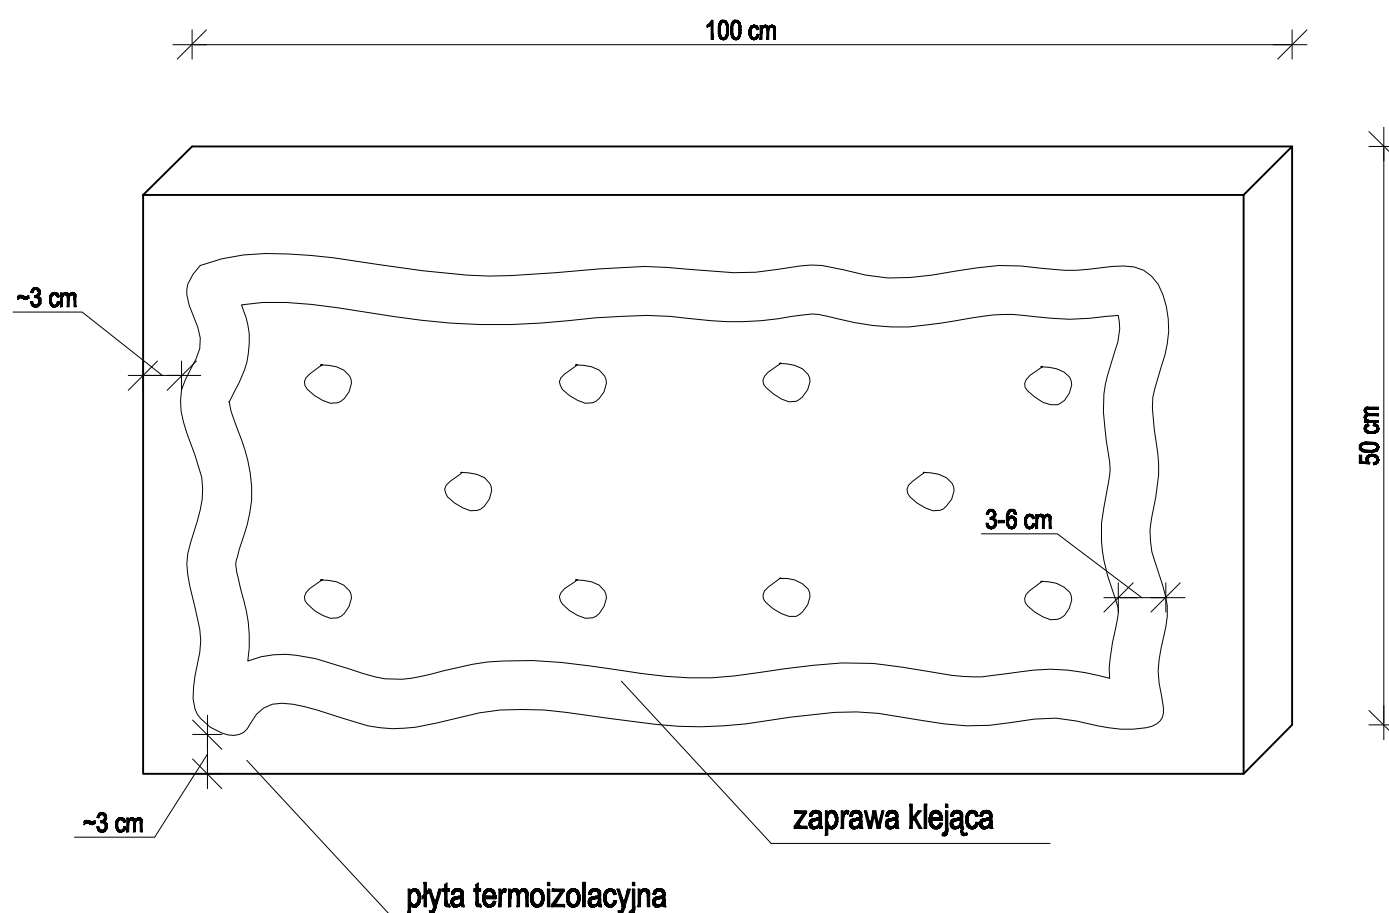 100 cm
~3 cm
50 cm
3-6 cm
zaprawa klejąca
~3 cm
płyta termoizolacyjna